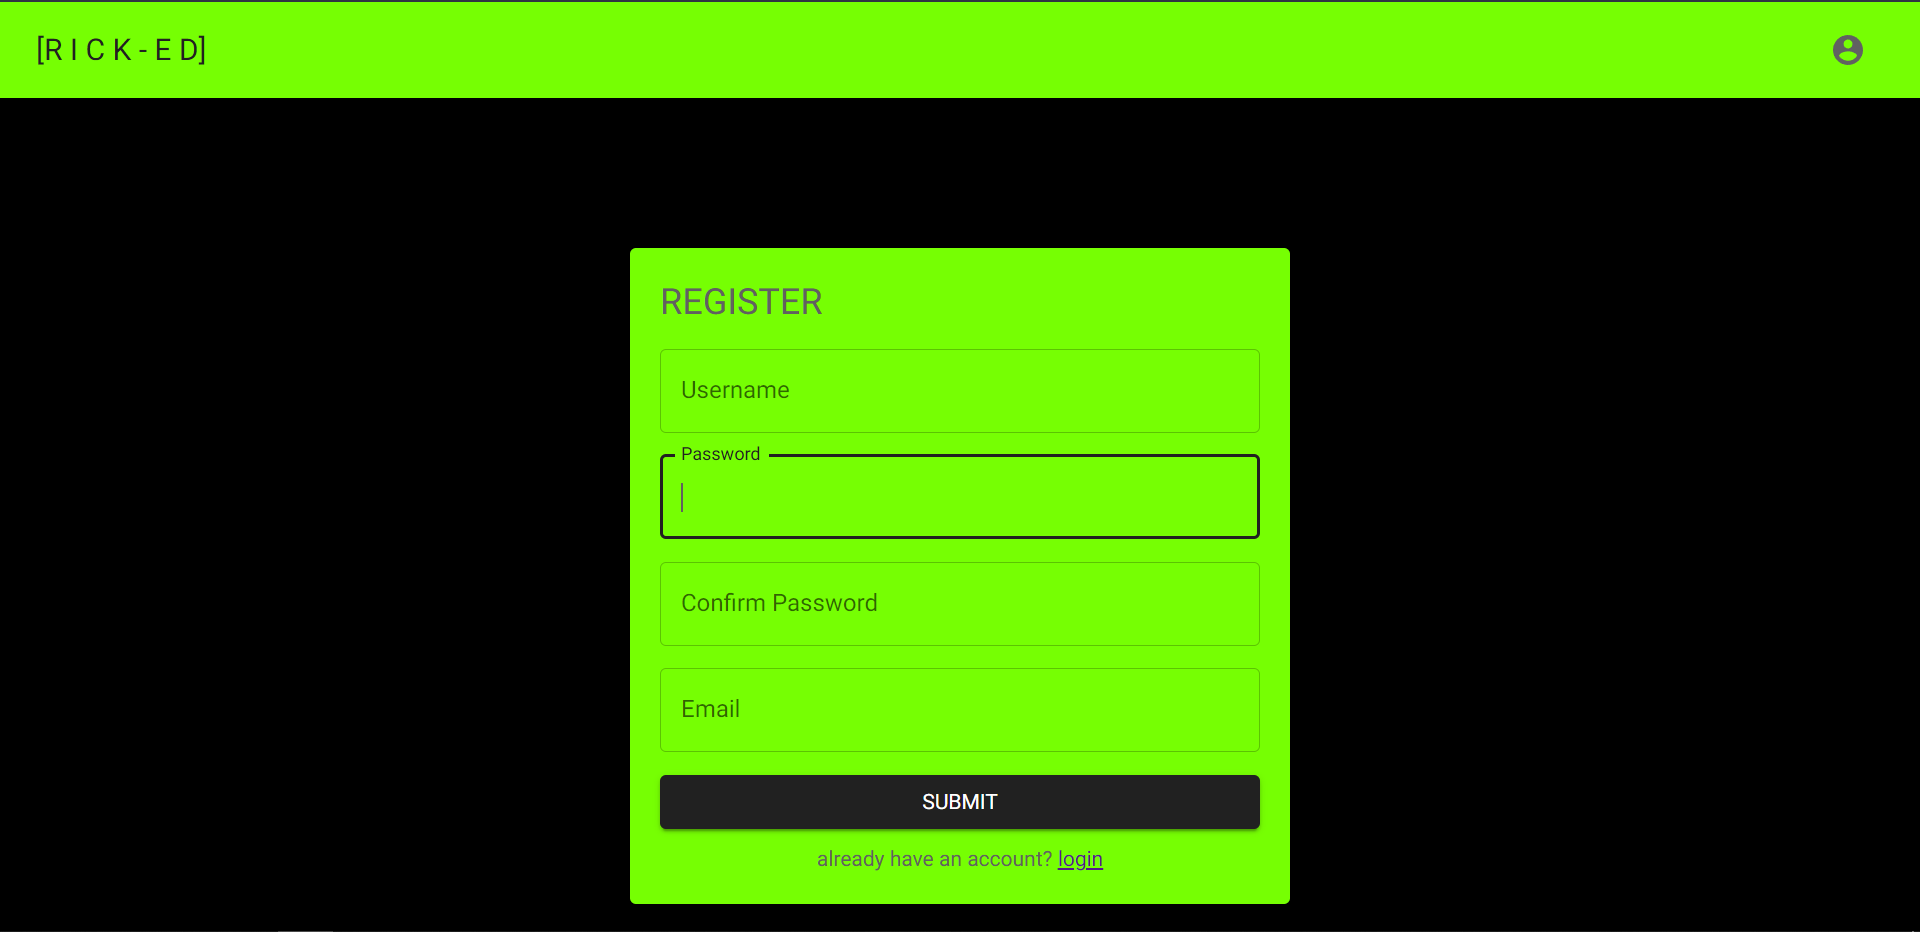 [R I C K - E D]
REGISTER
Username
Password
Confirm Password
Email
SUBMIT
already have an account? login